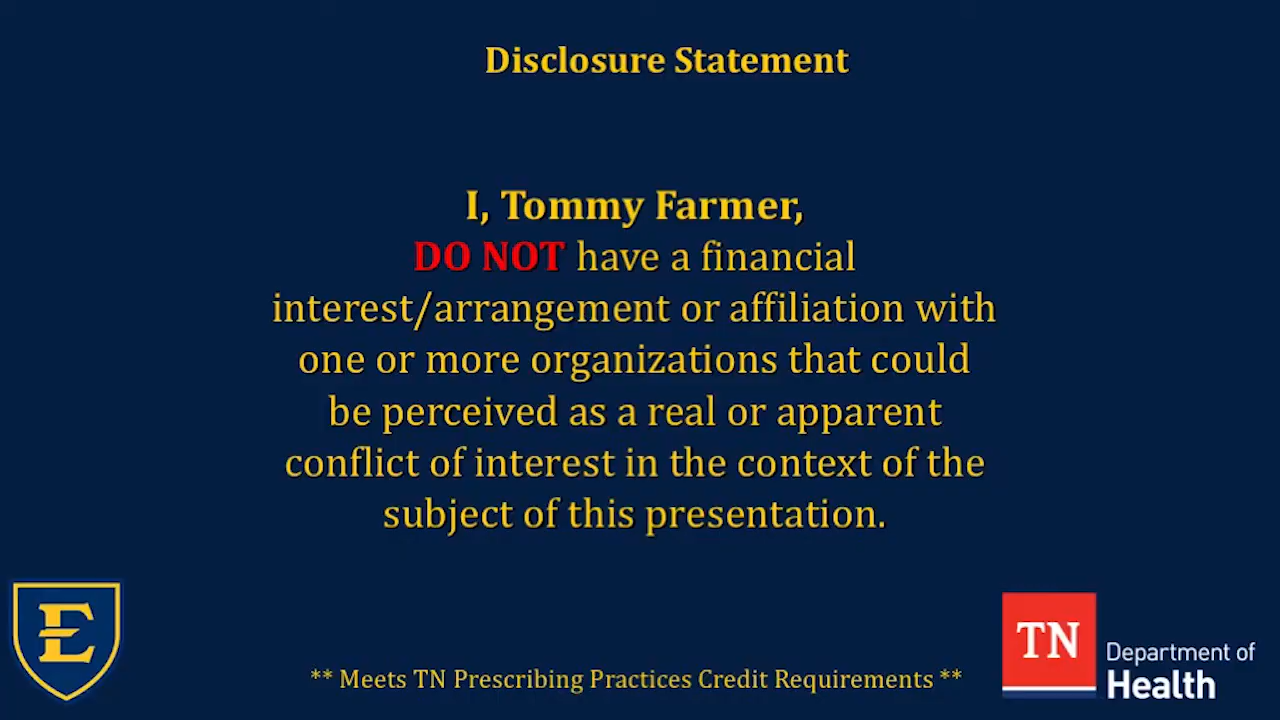 Disclosure Statement
I, Tommy Farmer,
DO NOT have a financial
interest/arrangement or affiliation with
one or more organizations that could
be perceived as a real or apparent
conflict of interest in the context of the
subject of this presentation.
E
** Meets TN Prescribing Practices Credit Requirements **
TN
Department of
Health